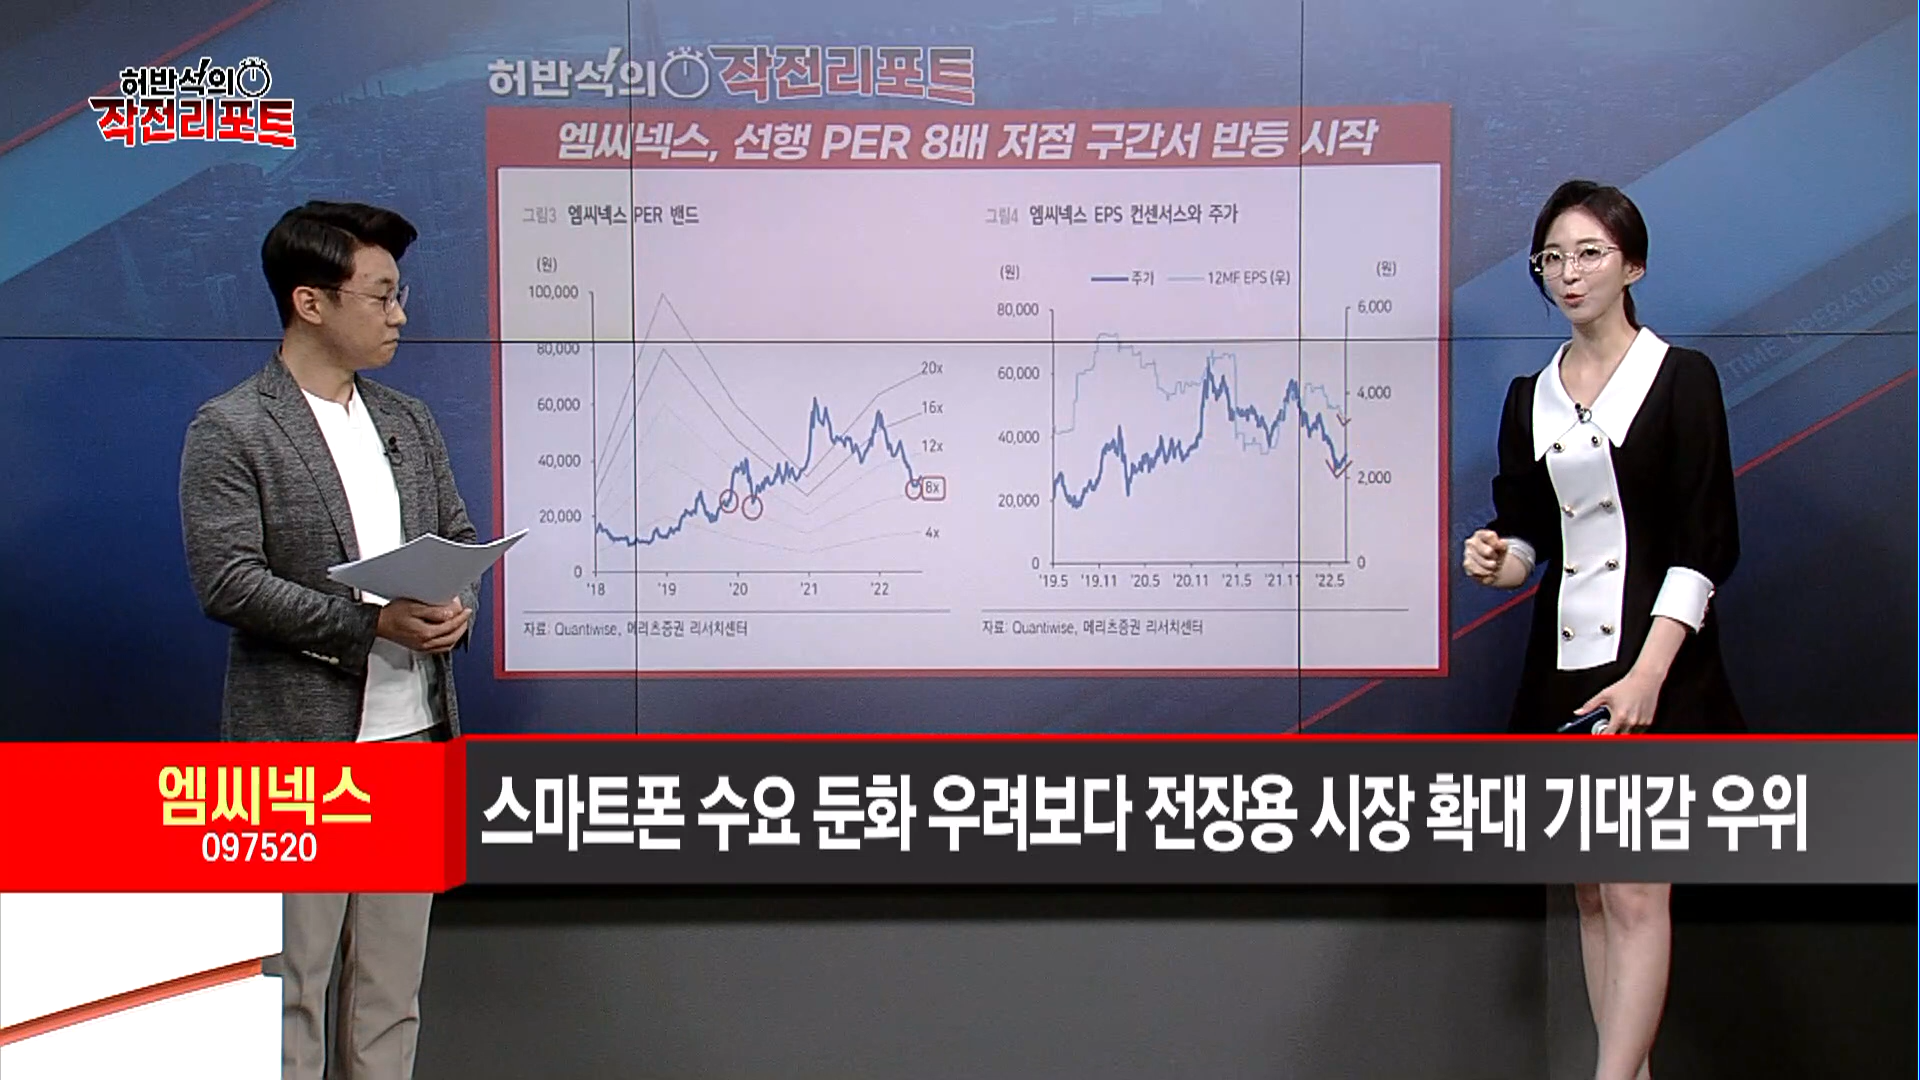 허반석의
작전리포트
허반석의 작전리포트
엠씨넥스, 선행 PER 8배 저점 구간서 반등 시작
그림3 엠씨넥스 PER 밴드
(원)
100,000
80,000
60,000
40,000
20,000
0
'18 '19 '20 '21 '22
20x
16x
12x
8x
4x
자료: Quantiwise, 메리츠증권 리서치센터
그림4 엠씨넥스 EPS 컨센서스와 주가
(원)
주가 12MF EPS (우)
(원)
80,000
60,000
40,000
20,000
0
6,000
4,000
2,000
0
'19.5 '19.11 '20.5 '20.11 '21.5 '21.11 '22.5
자료: Quantiwise, 메리츠증권 리서치센터
TIME OPERATIONS
엠씨넥스
097520
스마트폰 수요 둔화 우려보다 전장용 시장 확대 기대감 우위